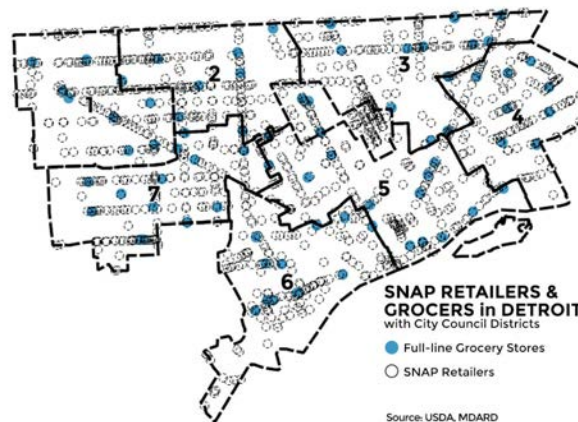 2
3
4
7
5
6
SNAP RETAILERS &
GROCERS in DETROIT
with City Council Districts
Full-line Grocery Stores
SNAP Retailers
Source: USDA, MDARD